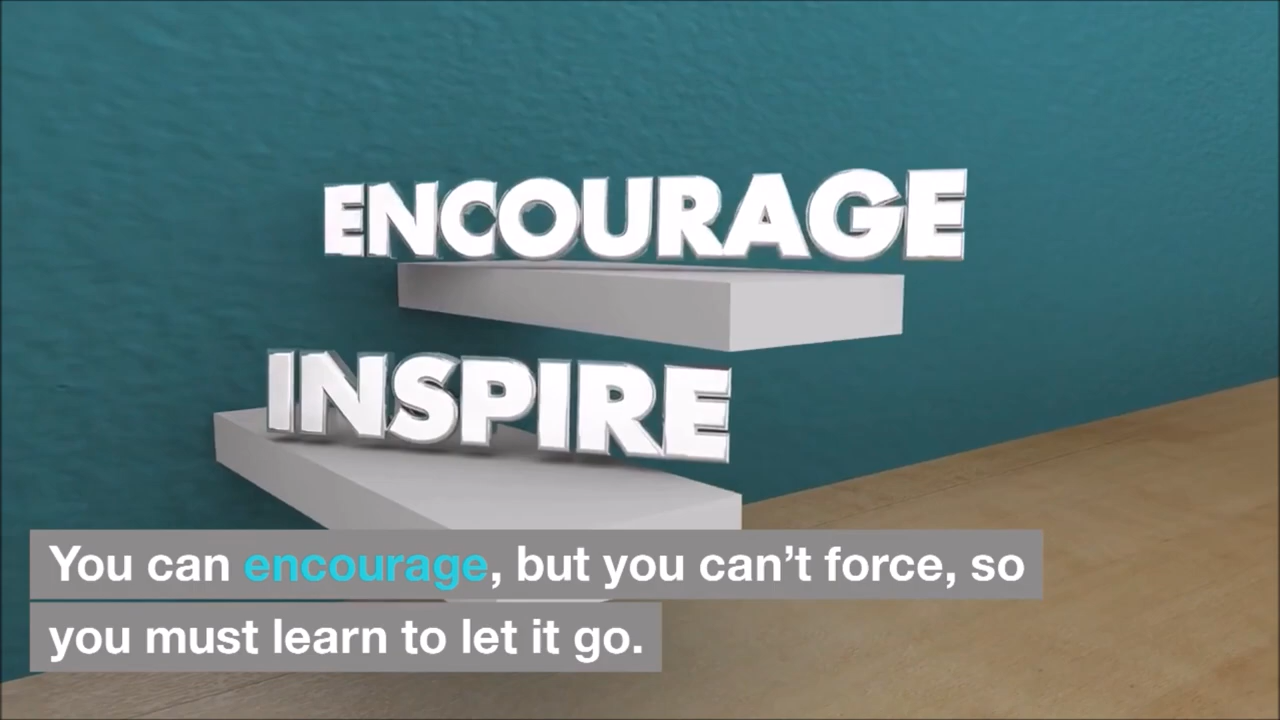 ENCOURAGE
INSPIRE
You can encourage, but you can’t force, so
you must learn to let it go.